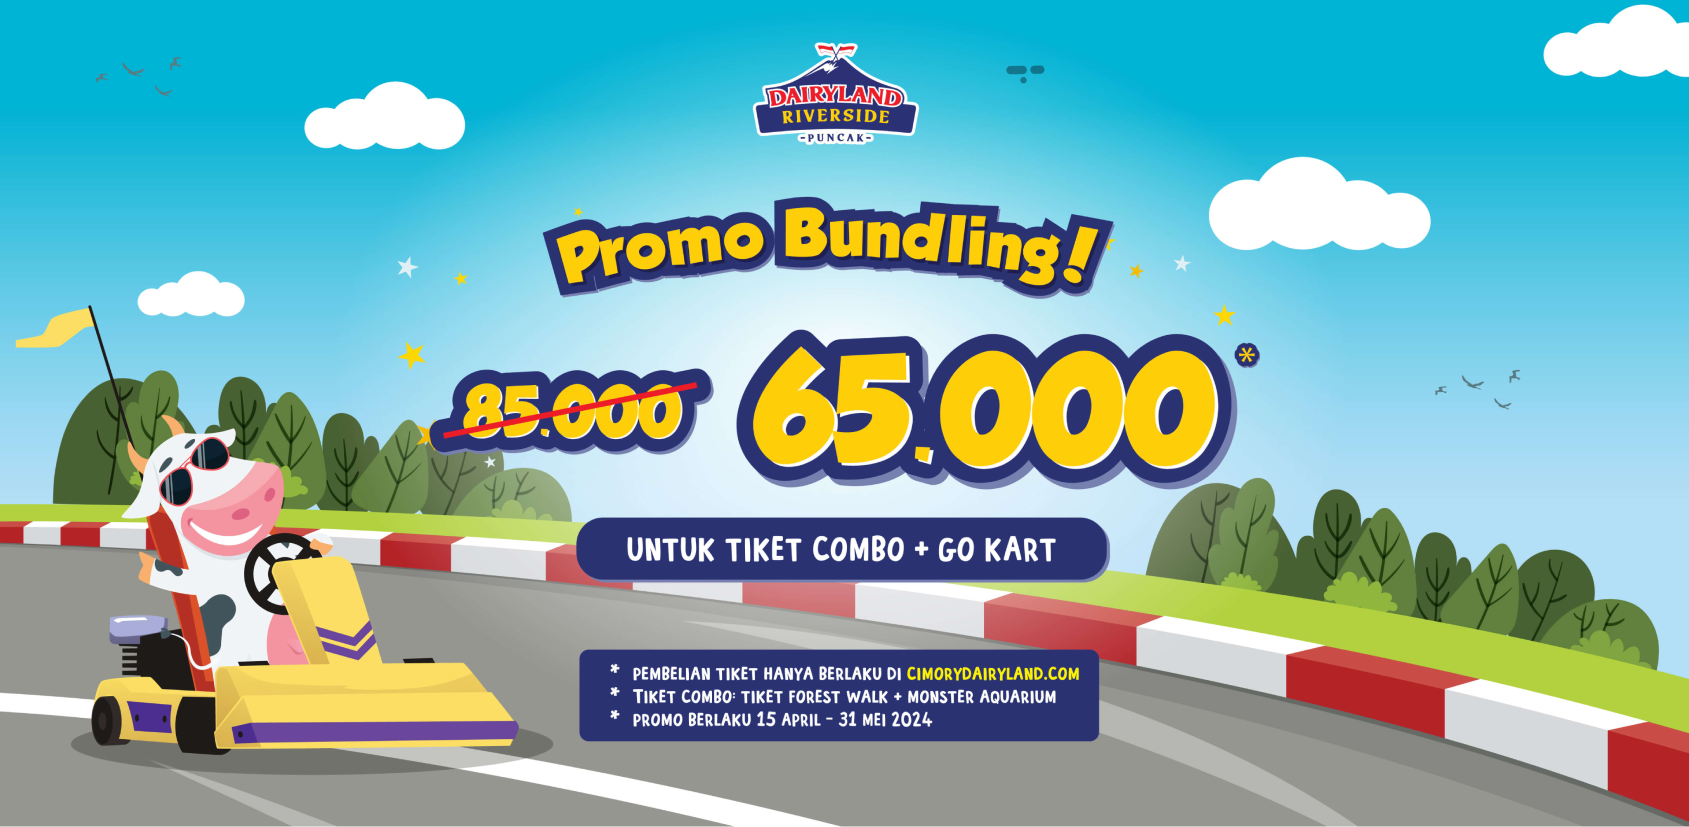 DAIRYLAND
RIVERSIDE
-PUNCAK-
Promo Bundling!
85.000 65.000*
UNTUK TIKET COMBO + GO KART
* PEMBELIAN TIKET HANYA BERLAKU DI CIMORYDAIRYLAND.COM
* TIKET COMBO: TIKET FOREST WALK + MONSTER AQUARIUM
* PROMO BERLAKU 15 APRIL - 31 MEI 2024